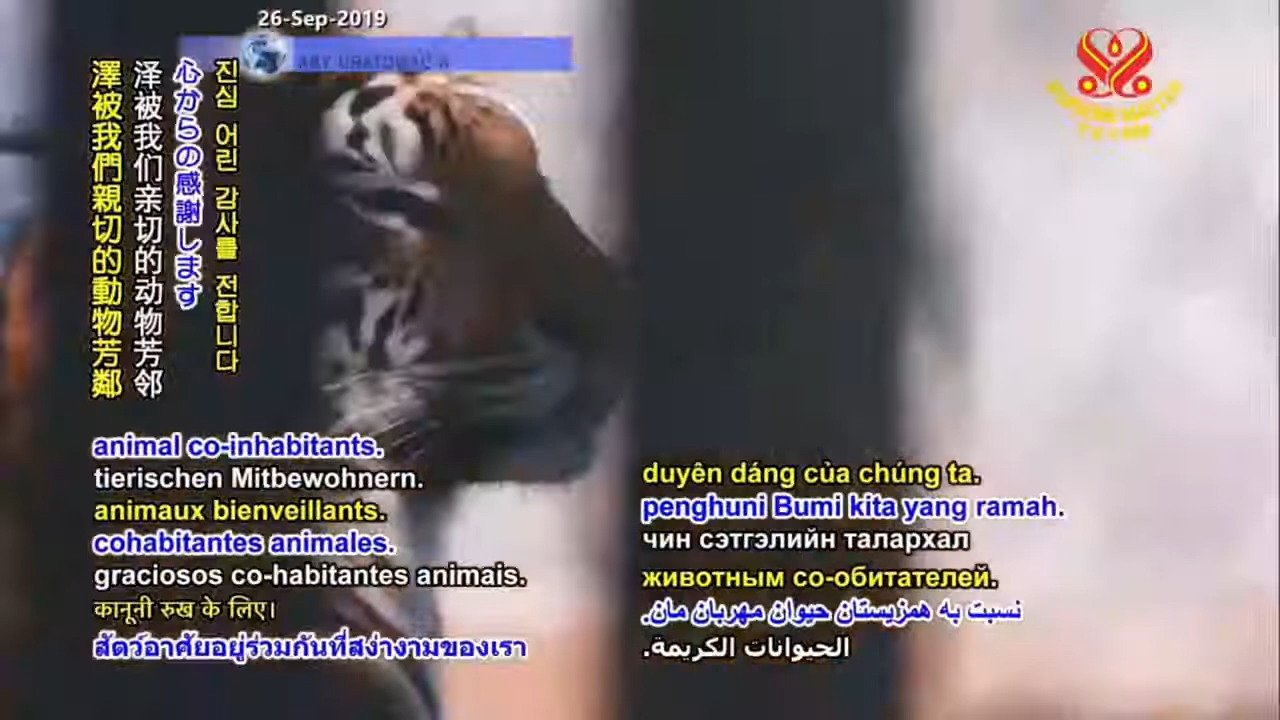 26-Sep-2019
ABY URATOWAĆ
澤被我們親切的動物芳鄰
泽被我们亲切的动物芳邻
心からの感謝します
진심 어린 감사를 전합니다
animal co-inhabitants.
tierischen Mitbewohnern.
animaux bienveillants.
cohabitantes animales.
graciosos co-habitantes animais.
कानूनी रुख के लिए।
สัตว์อาศัยอยู่ร่วมกันที่สง่างามของเรา
duyên dáng của chúng ta.
penghuni Bumi kita yang ramah.
чин сэтгэлийн талархал
животным со-обитателей.
نسبت به همزیستان حیوان مهربان مان.
الحيوانات الكريمة.